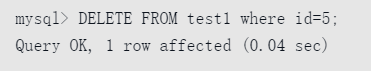 mysql> DELETE FROM test1 where id=5;
Query OK, 1 row affected (0.04 sec)